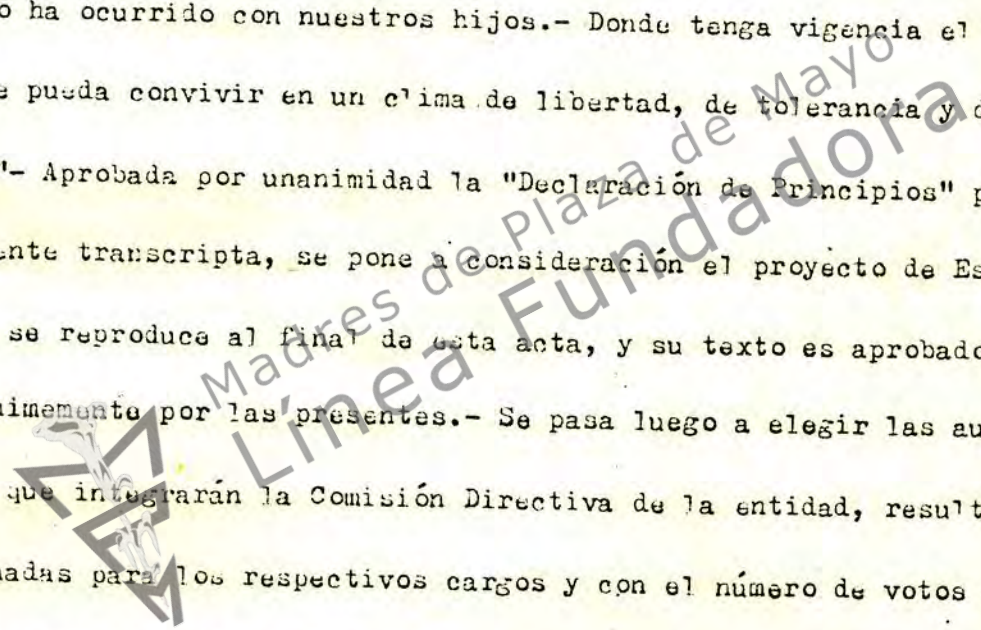 o ha ocurrido con nuestros hijos.- Donde tenga vigencia el
e pueda convivir en un clima de libertad, de tolerancia y d
"- Aprobada por unanimidad la "Declaración de Principios" p
ente transcripta, se pone a consideración el proyecto de Es
se reproduce al final de esta acta, y su texto es aprobado
nimemente por las presentes.- Se pasa luego a elegir las au
que integrarán la Comisión Directiva de la entidad, result
nadas para los respectivos cargos y con el número de votos
Madres de Plaza de Mayo
Línea Fundadora